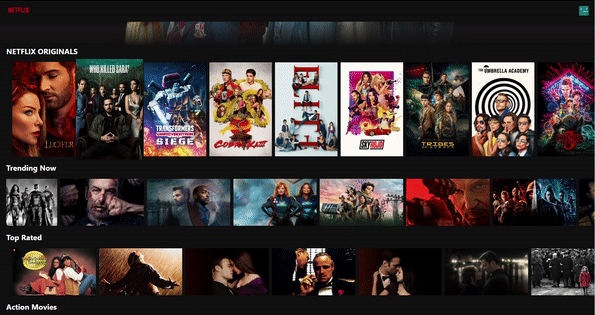 NETFLIX
NETFLIX ORIGINALS
LUCIFER
WHO KILLED SARA?
TRANSFORMERS
SIEGE
COBRA KAI
ELITE
SKY ROJO
TRIBES
THE UMBRELLA ACADEMY
Trending Now
Top Rated
Action Movies